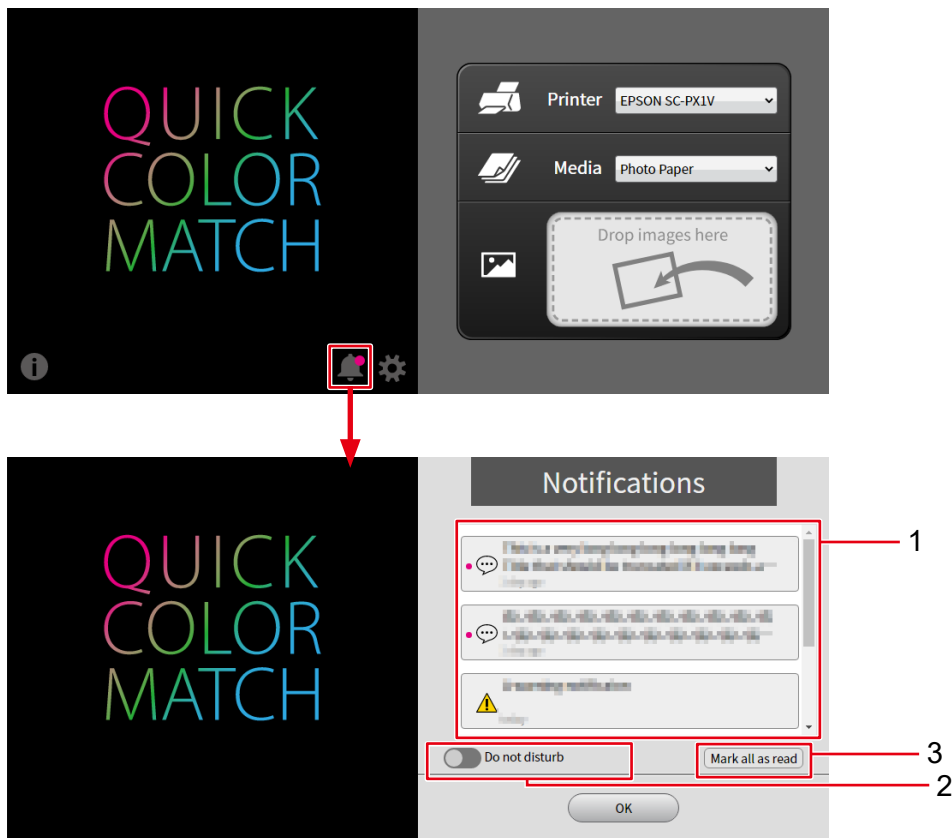 QUICK
COLOR
MATCH
Printer EPSON SC-PX1V
Media Photo Paper
Drop images here
Notifications
1
QUICK
COLOR
MATCH
Do not disturb
Mark all as read
3
2
OK